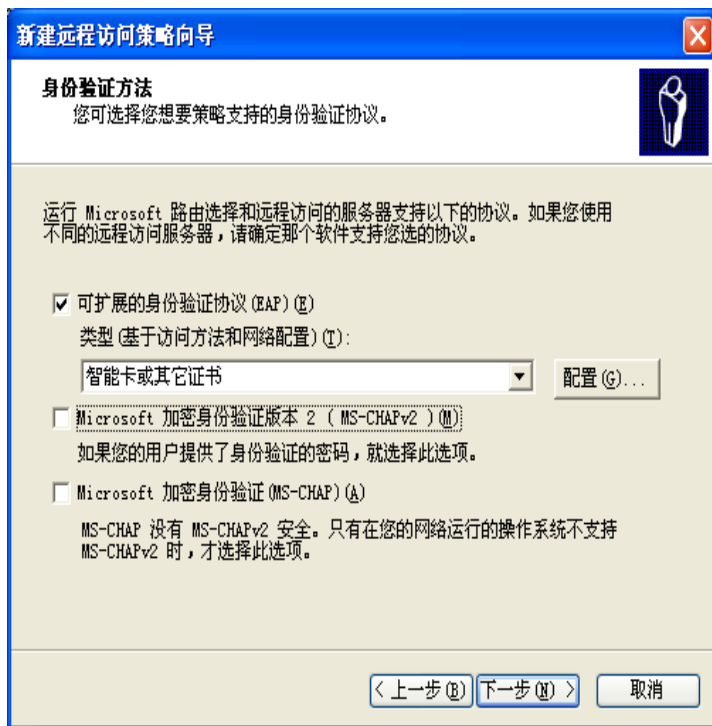 新建远程访问策略向导
身份验证方法
您可选择您想要策略支持的身份验证协议。
运行 Microsoft 路由选择和远程访问的服务器支持以下的协议。如果您使用
不同的远程访问服务器，请确定那个软件支持您选的协议。
可扩展的身份验证协议(EAP)(E)
类型(基于访问方法和网络配置)(T):
智能卡或其它证书
配置(G)...
Microsoft 加密身份验证版本 2 ( MS-CHAPv2 )(M)
如果您的用户提供了身份验证的密码，就选择此选项。
Microsoft 加密身份验证(MS-CHAP)(A)
MS-CHAP 没有 MS-CHAPv2 安全。只有在您的网络运行的操作系统不支持
MS-CHAPv2 时，才选择此选项。
< 上一步(B) 下一步(N) > 取消